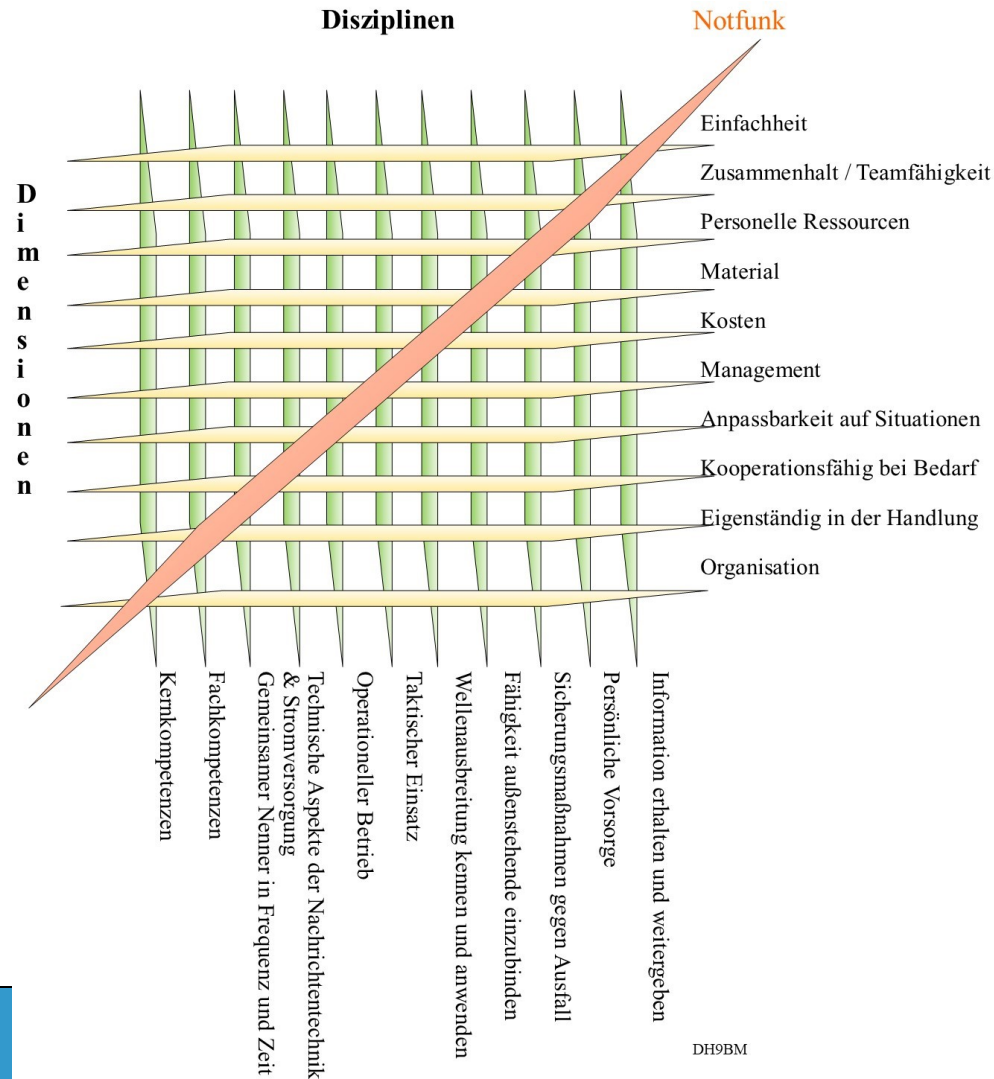 Disziplinen
Notfunk
Dimensionen
Einfachheit
Zusammenhalt / Teamfähigkeit
Personelle Ressourcen
Material
Kosten
Management
Anpassbarkeit auf Situationen
Kooperationsfähig bei Bedarf
Eigenständig in der Handlung
Organisation
Kernkompetenzen
Fachkompetenzen
Gemeinsamer Nenner in Frequenz und Zeit
Technische Aspekte der Nachrichtentechnik
& Stromversorgung
Operationeller Betrieb
Taktischer Einsatz
Wellenausbreitung kennen und anwenden
Fähigkeit außenstehende einzubinden
Sicherungsmaßnahmen gegen Ausfall
Persönliche Vorsorge
Information erhalten und weitergeben
DH9BM